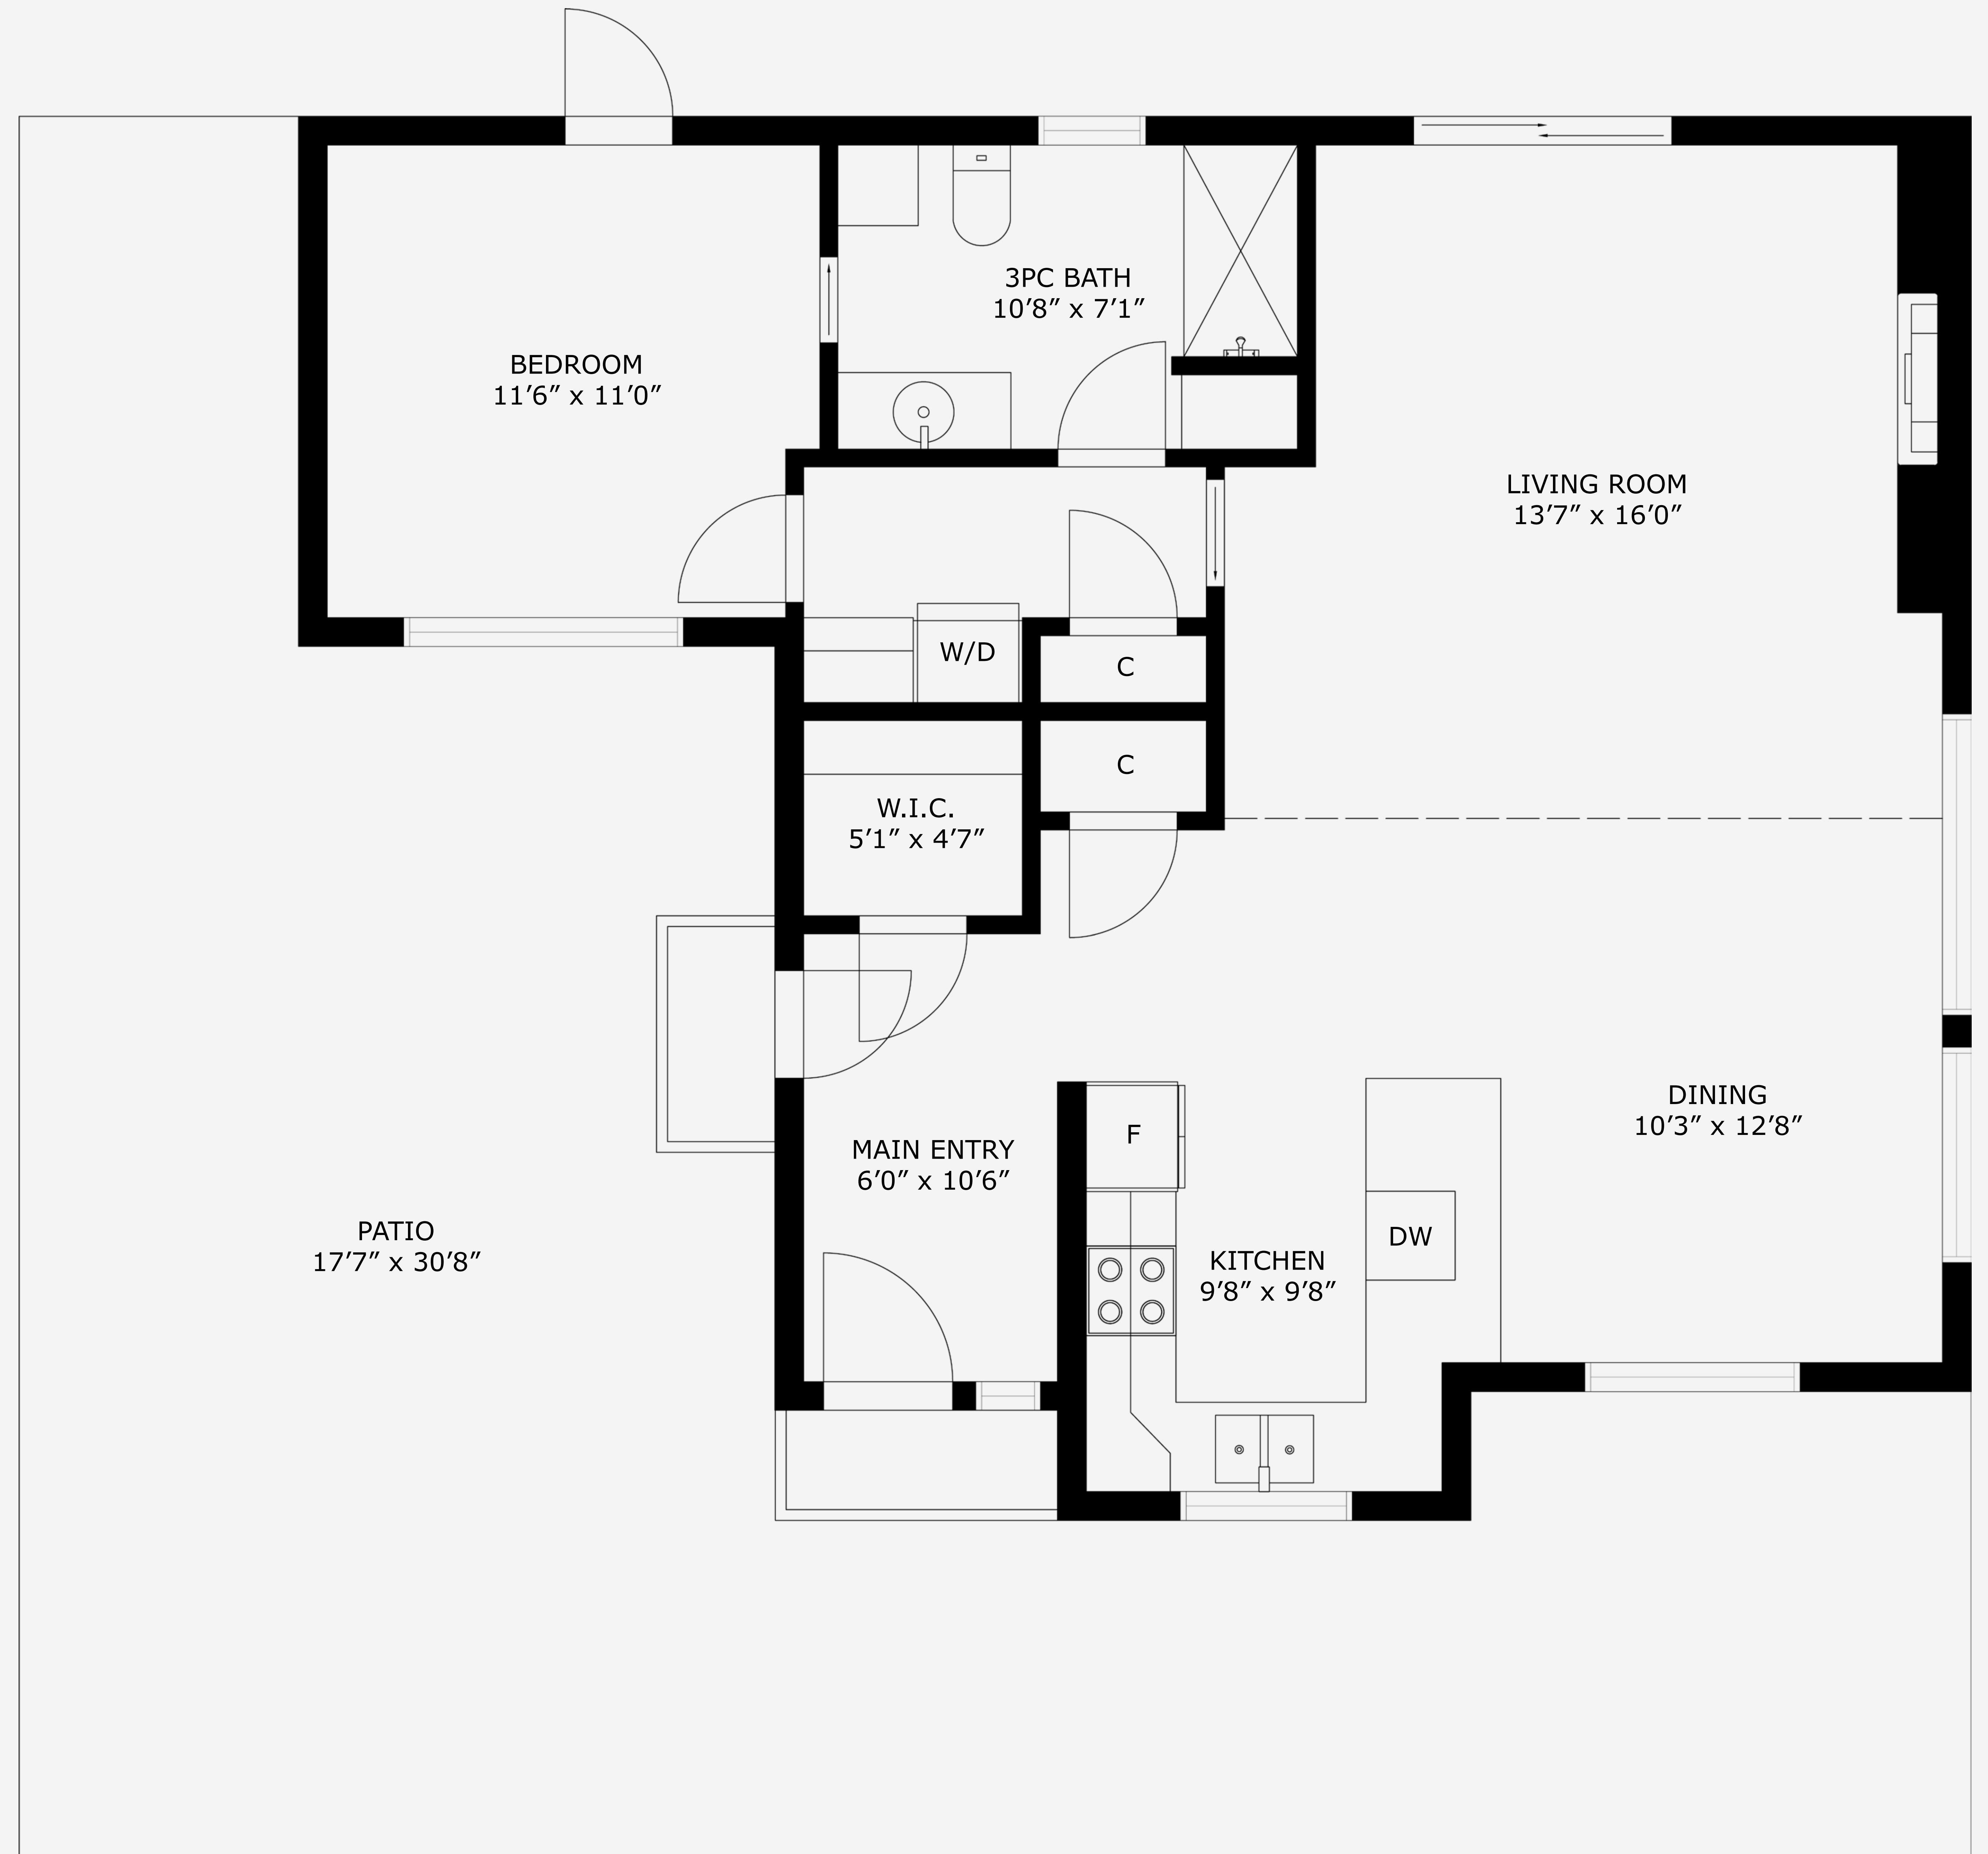 3PC BATH
10′8″ x 7′1″
BEDROOM
11′6″ x 11′0″
LIVING ROOM
13′7″ x 16′0″
W/D
C
C
W.I.C.
5′1″ x 4′7″
DINING
10′3″ x 12′8″
F
MAIN ENTRY
6′0″ x 10′6″
PATIO
17′7″ x 30′8″
DW
KITCHEN
9′8″ x 9′8″